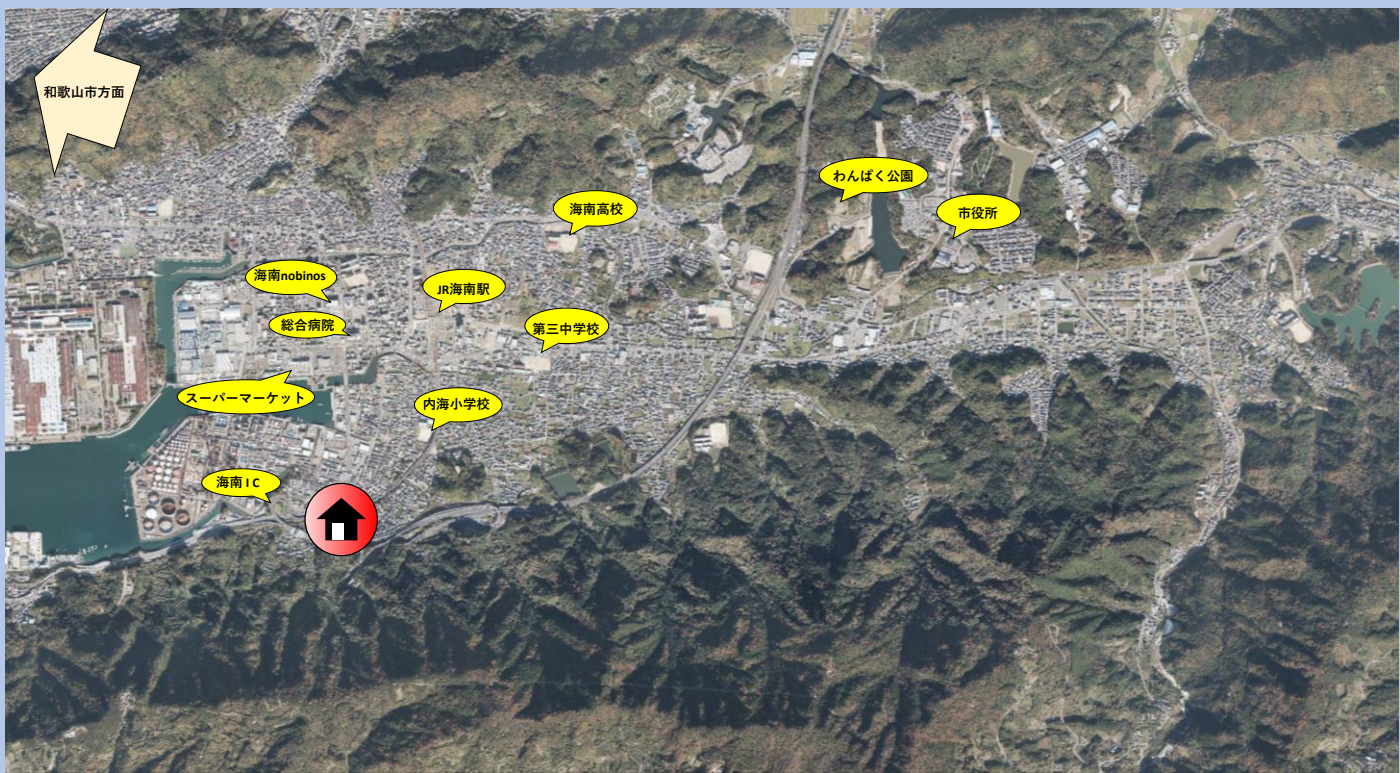 和歌山市方面
わんぱく公園
海南高校
市役所
海南nobinos
JR海南駅
総合病院
第三中学校
スーパーマーケット
内海小学校
海南IC